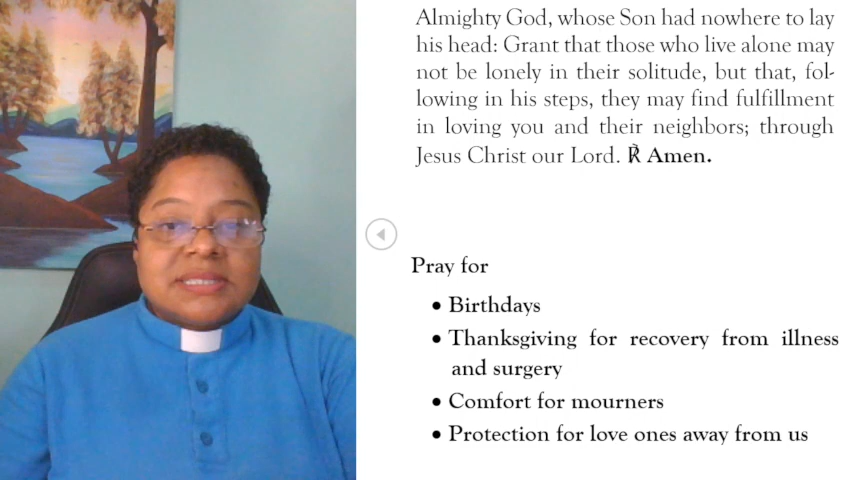 Almighty God, whose Son had nowhere to lay
his head: Grant that those who live alone may
not be lonely in their solitude, but that, fol-
lowing in his steps, they may find fulfillment
in loving you and their neighbors; through
Jesus Christ our Lord. ℟ Amen.
Pray for
• Birthdays
• Thanksgiving for recovery from illness
and surgery
• Comfort for mourners
• Protection for love ones away from us